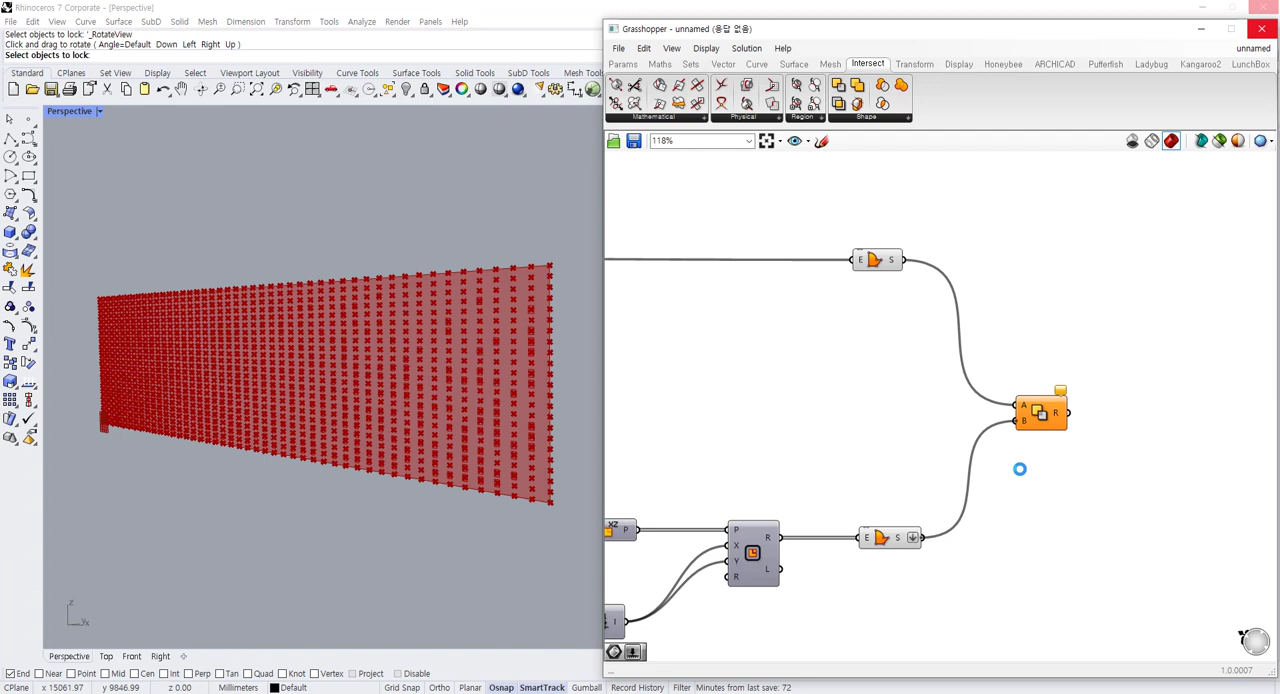 Rhinoceros 7 Corporate - [Perspective]
File Edit View Curve Surface SubD Solid Mesh Dimension Transform Tools Analyze Render Panels Help
Select objects to lock: '_RotateView
Click and drag to rotate ( Angle=Default Down Left Right Up )
Select objects to lock:
Standard CPlanes Set View Display Select Viewport Layout Visibility Curve Tools Surface Tools Solid Tools SubD Tools Mesh Tools
Perspective
z
yx
Perspective Top Front Right
End Near Point Mid Cen Int Perp Tan Quad Knot Vertex Project Disable
CPlane x 15061.97 y 9846.99 z 0.00 Millimeters Default Grid Snap Ortho Planar Osnap SmartTrack Gumball Record History Filter Minutes from last save: 72
Grasshopper - unnamed (응답 없음)
File Edit View Display Solution Help unnamed
Params Maths Sets Vector Curve Surface Mesh Intersect Transform Display Honeybee ARCHICAD Pufferfish Ladybug Kangaroo2 LunchBox
Mathematical Physical Region Shape
118%
E S
A
B R
XZ P
P
X
Y
R
R
L
E S
I
...
1.0.0007